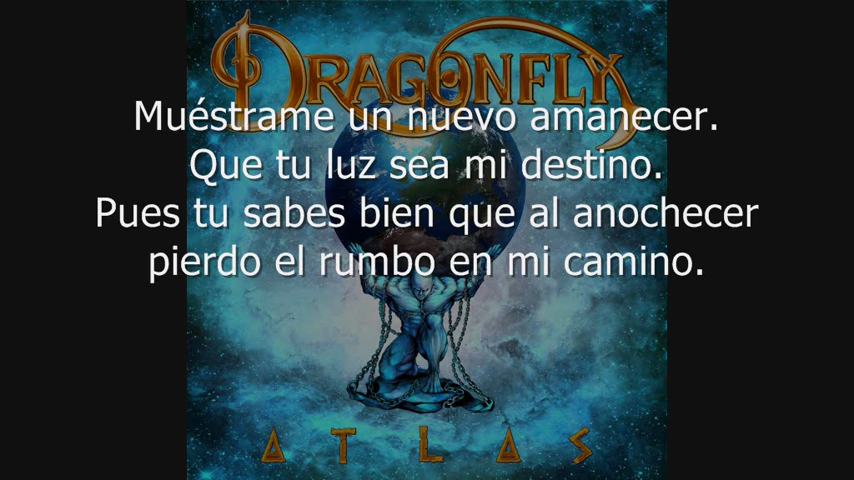 DRAGONFLY
Muéstrame un nuevo amanecer.
Que tu luz sea mi destino.
Pues tu sabes bien que al anochecer
pierdo el rumbo en mi camino.
ATLAS